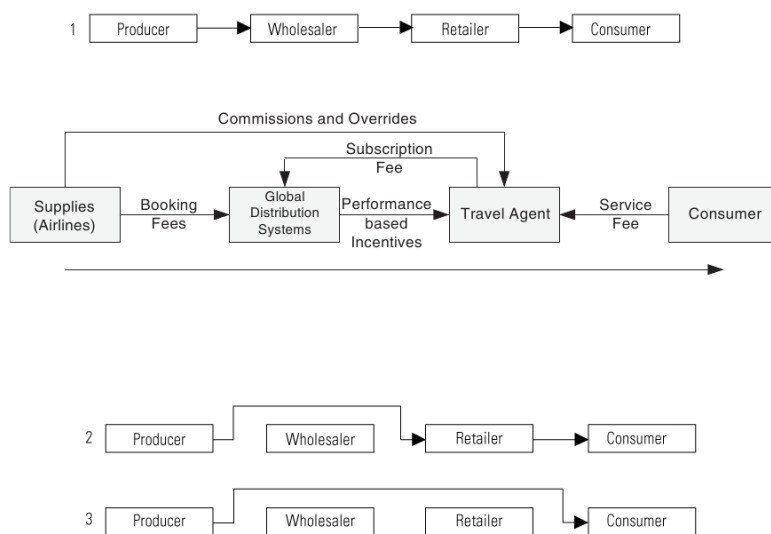 1 Producer Wholesaler Retailer Consumer
Commissions and Overrides
Subscription
Fee
Supplies
(Airlines)
Booking
Fees
Global
Distribution
Systems
Performance
based
Incentives
Travel Agent
Service
Fee
Consumer
2 Producer Wholesaler Retailer Consumer
3 Producer Wholesaler Retailer Consumer